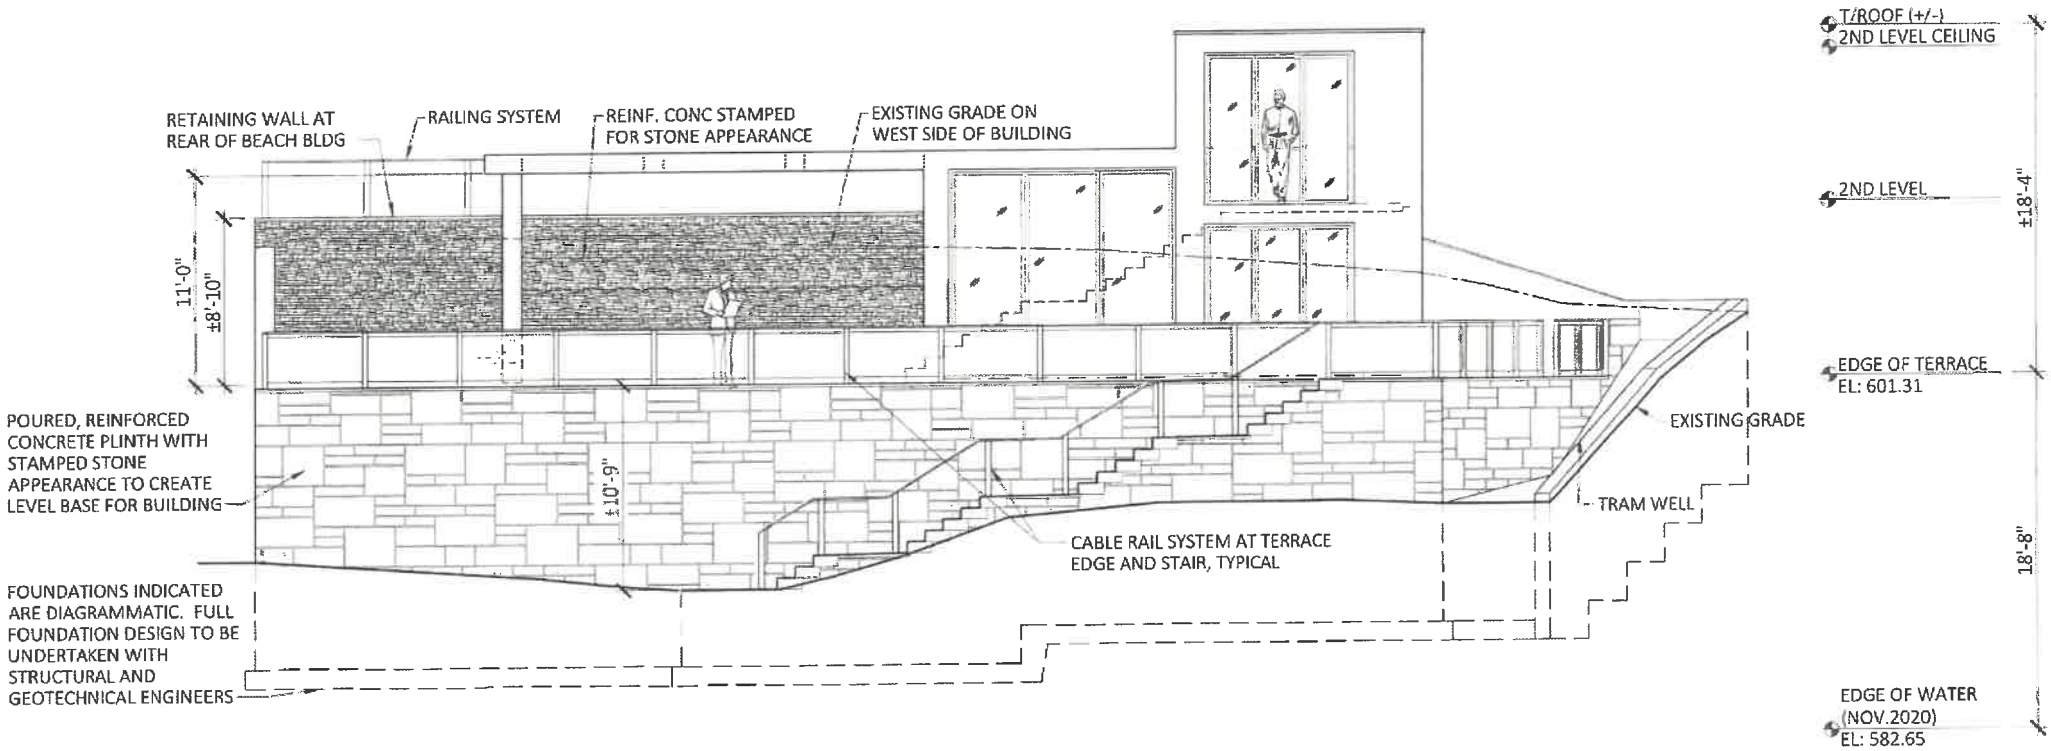 T/ROOF (+/-)
2ND LEVEL CEILING
RETAINING WALL AT
REAR OF BEACH BLDG
RAILING SYSTEM
REINF. CONC STAMPED
FOR STONE APPEARANCE
EXISTING GRADE ON
WEST SIDE OF BUILDING
2ND LEVEL
±18'-4"
11'-0"
±8'-10"
EDGE OF TERRACE
EL: 601.31
EXISTING GRADE
POURED, REINFORCED
CONCRETE PLINTH WITH
STAMPED STONE
APPEARANCE TO CREATE
LEVEL BASE FOR BUILDING
±10'-9"
TRAM WELL
CABLE RAIL SYSTEM AT TERRACE
EDGE AND STAIR, TYPICAL
18'-8"
FOUNDATIONS INDICATED
ARE DIAGRAMMATIC. FULL
FOUNDATION DESIGN TO BE
UNDERTAKEN WITH
STRUCTURAL AND
GEOTECHNICAL ENGINEERS
EDGE OF WATER
(NOV.2020)
EL: 582.65